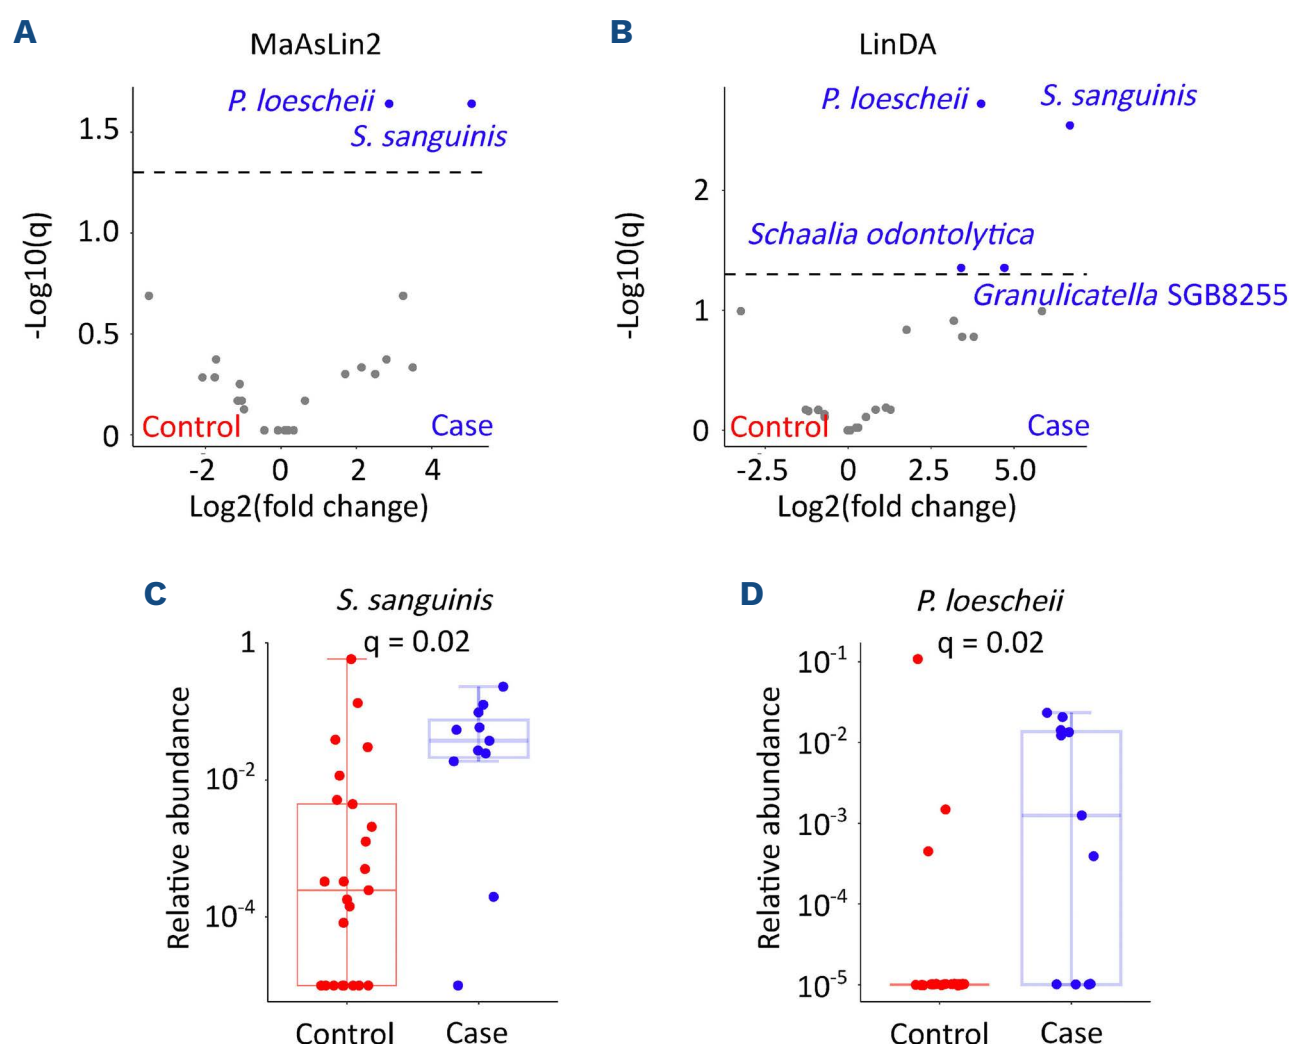 A
MaAsLin2
P. loescheii
S. sanguinis
-Log10(q)
1.5
1.0
0.5
0
Control
Case
-2 0 2 4
Log2(fold change)
B
LinDA
P. loescheii
S. sanguinis
Schaalia odontolytica
Granulicatella SGB8255
-Log10(q)
2
1
0
Control
Case
-2.5 0 2.5 5.0
Log2(fold change)
C
S. sanguinis
q = 0.02
Relative abundance
1
10-2
10-4
Control Case
D
P. loescheii
q = 0.02
Relative abundance
10-1
10-2
10-3
10-4
10-5
Control Case